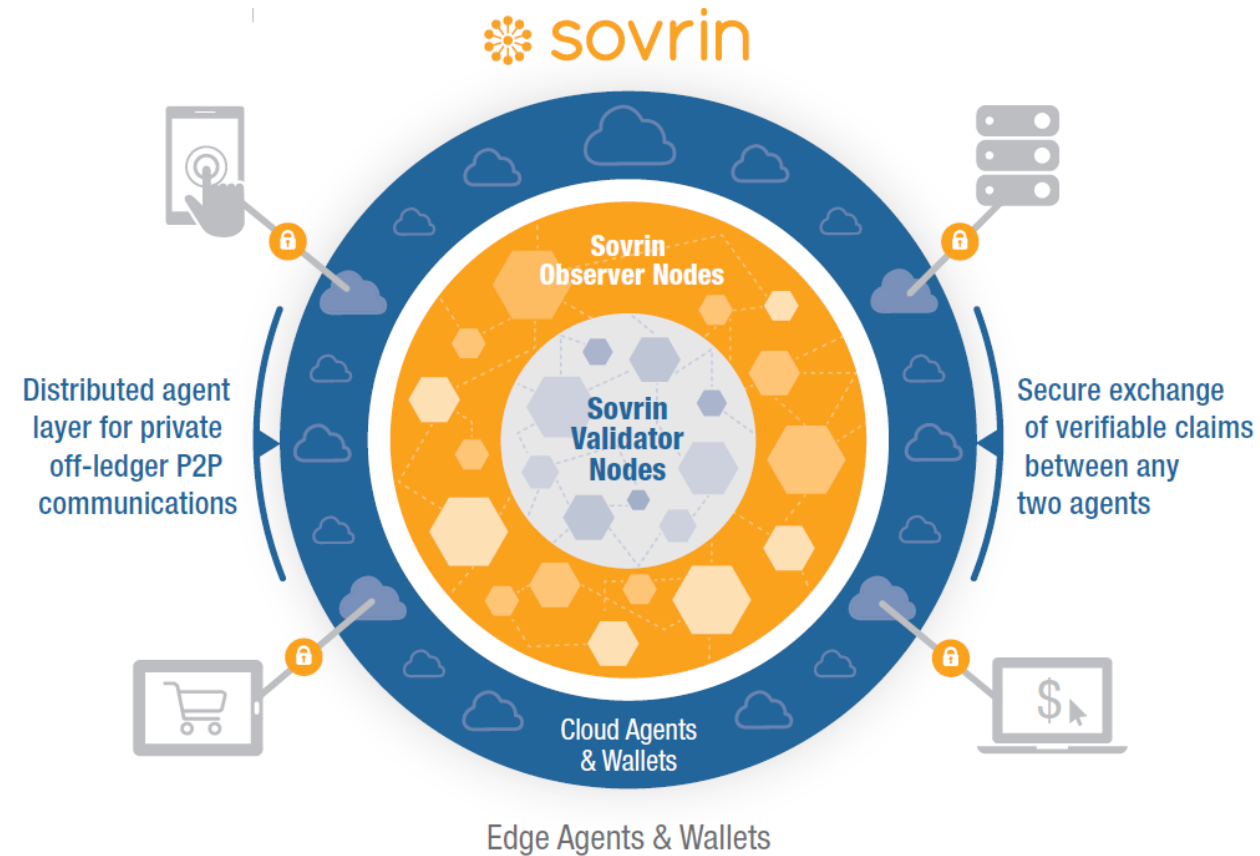 sovrin
Sovrin
Observer Nodes
Sovrin
Validator
Nodes
Distributed agent
layer for private
off-ledger P2P
communications
Secure exchange
of verifiable claims
between any
two agents
$
Cloud Agents
& Wallets
Edge Agents & Wallets